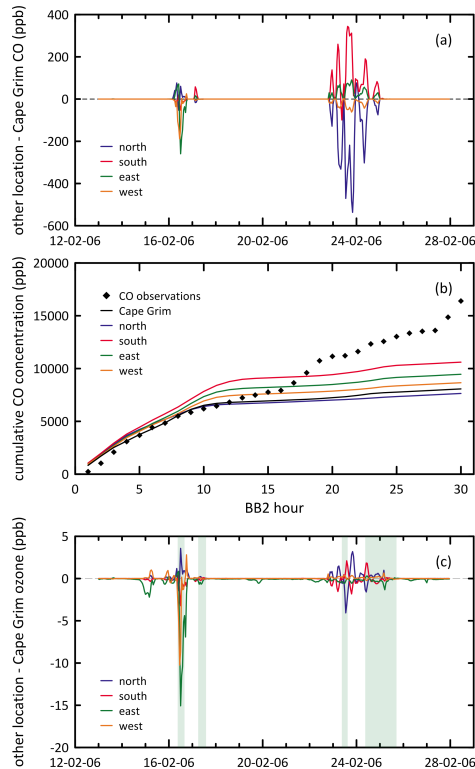 other location - Cape Grim CO (ppb)
400
200
0
-200
-400
-600
(a)
north
south
east
west
12-02-06 16-02-06 20-02-06 24-02-06 28-02-06
cumulative CO concentration (ppb)
20000
15000
10000
5000
0
(b)
CO observations
Cape Grim
north
south
east
west
0 5 10 15 20 25 30
BB2 hour
other location - Cape Grim ozone (ppb)
5
0
-5
-10
-15
-20
(c)
north
south
east
west
12-02-06 16-02-06 20-02-06 24-02-06 28-02-06